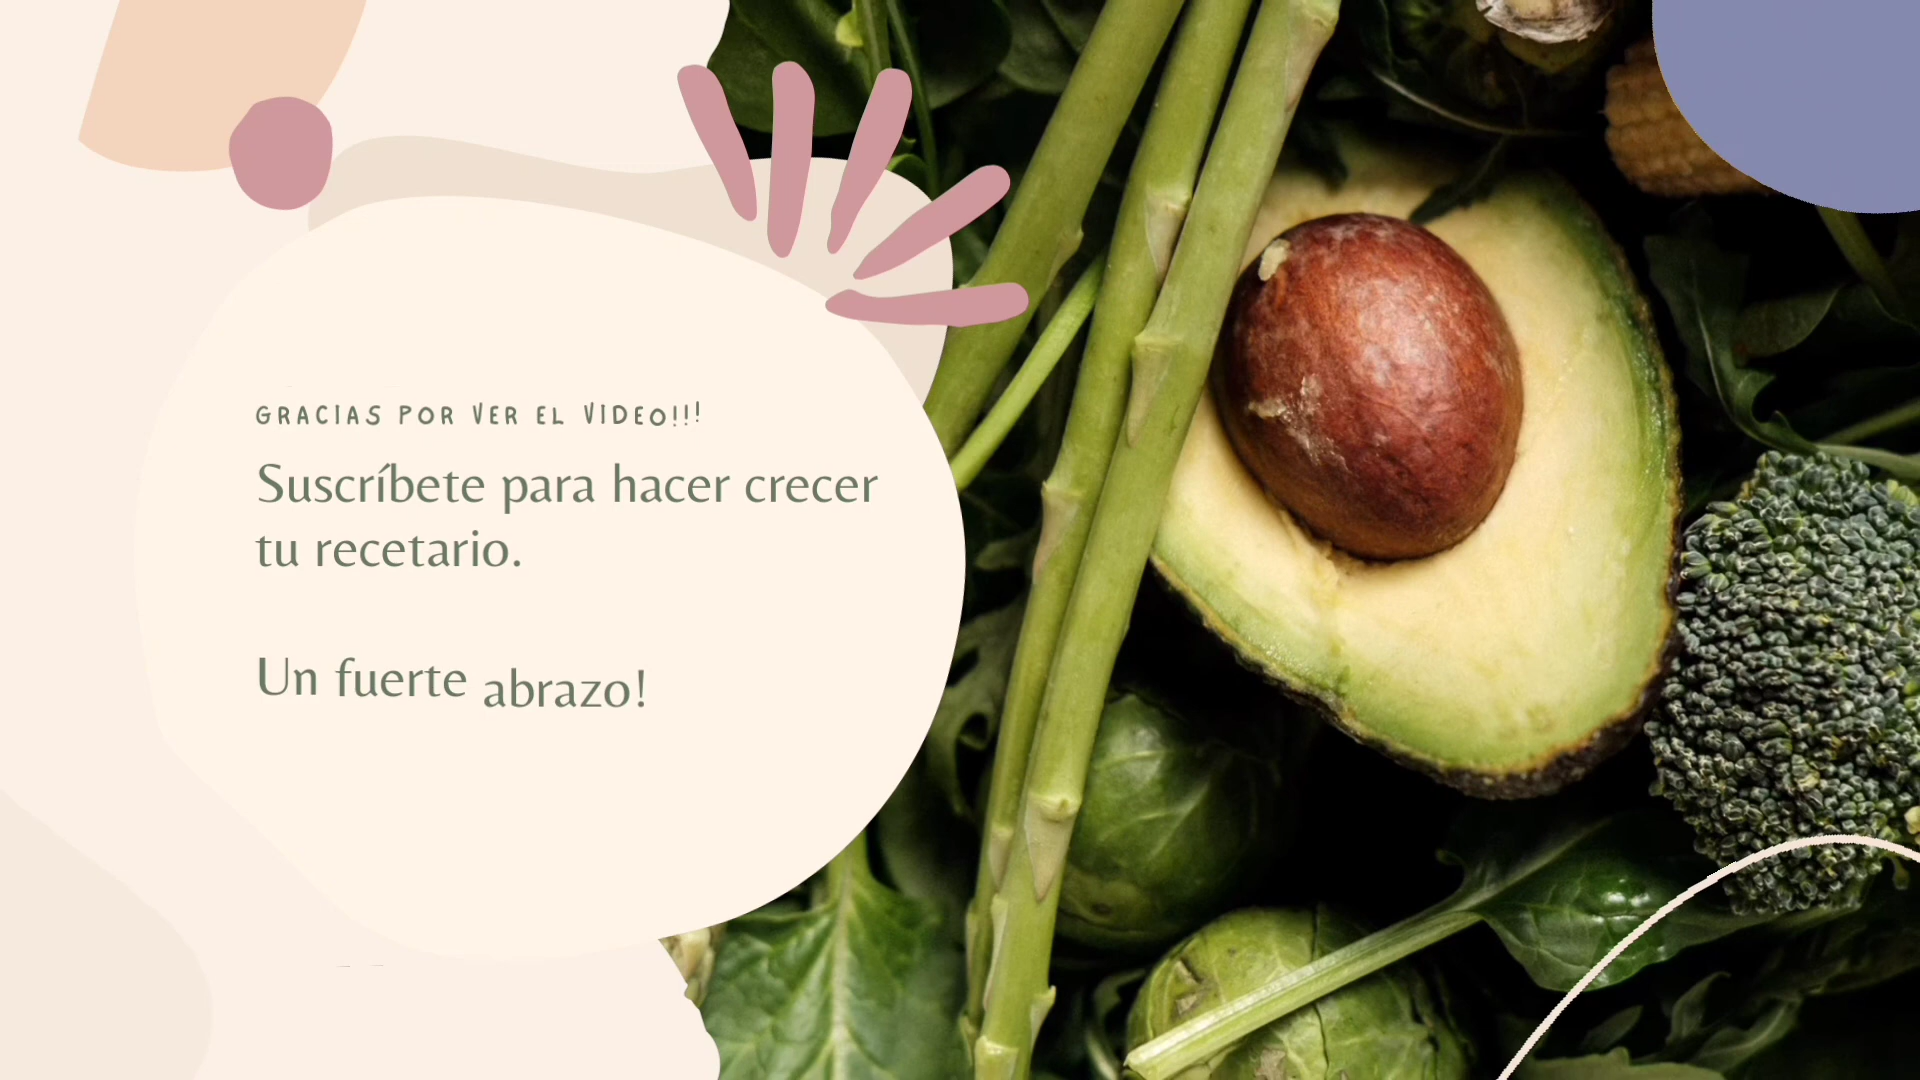 GRACIAS POR VER EL VIDEO!!!
Suscríbete para hacer crecer
tu recetario.
Un fuerte abrazo!